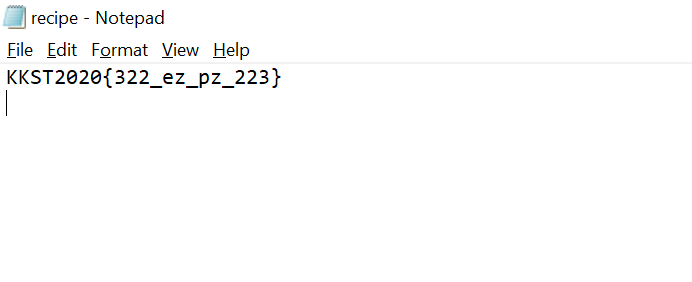 recipe - Notepad
File Edit Format View Help
KKST2020{322_ez_pz_223}